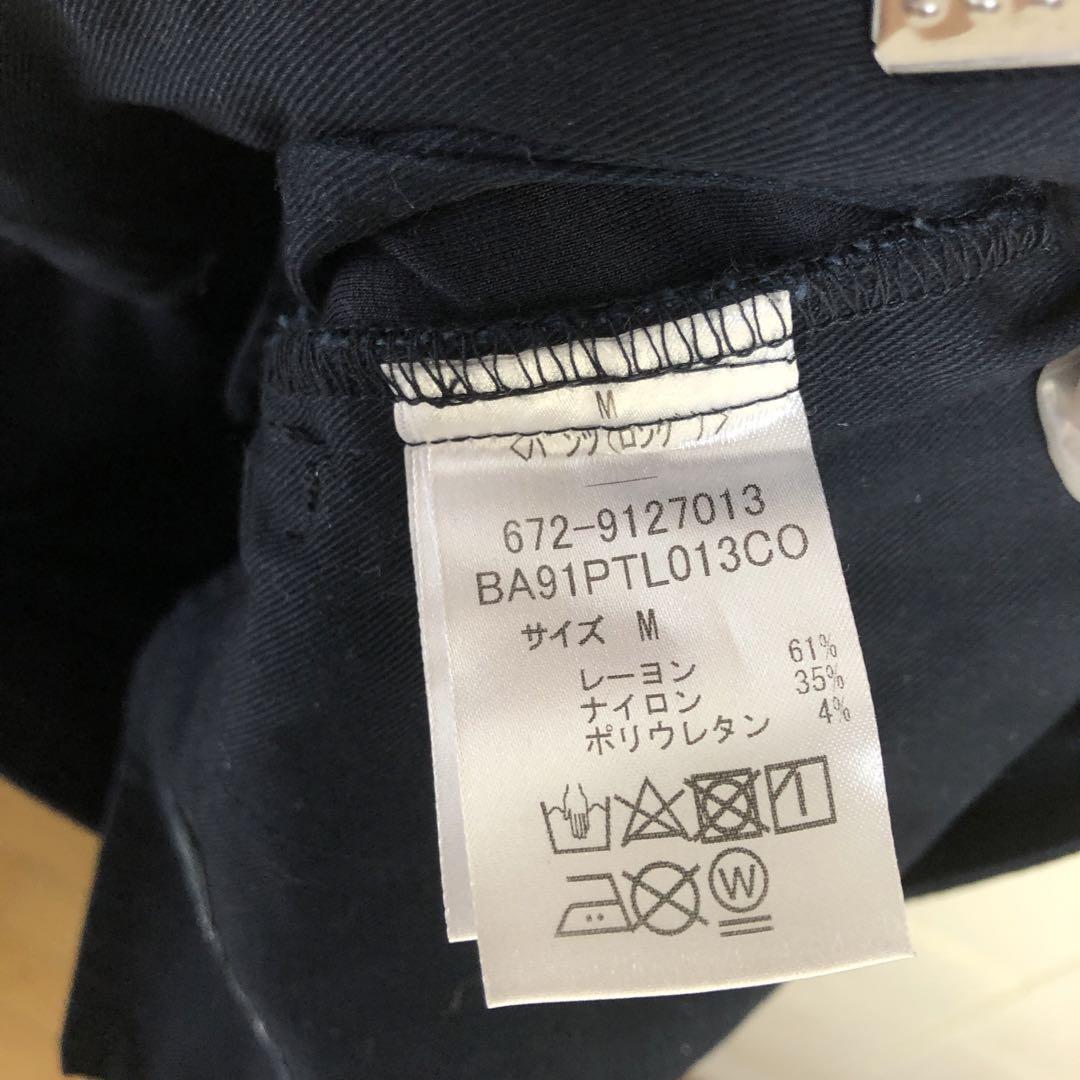 M
672-9127013
BA91PTL013CO
サイズ M
レーヨン 61%
ナイロン 35%
ポリウレタン 4%
W